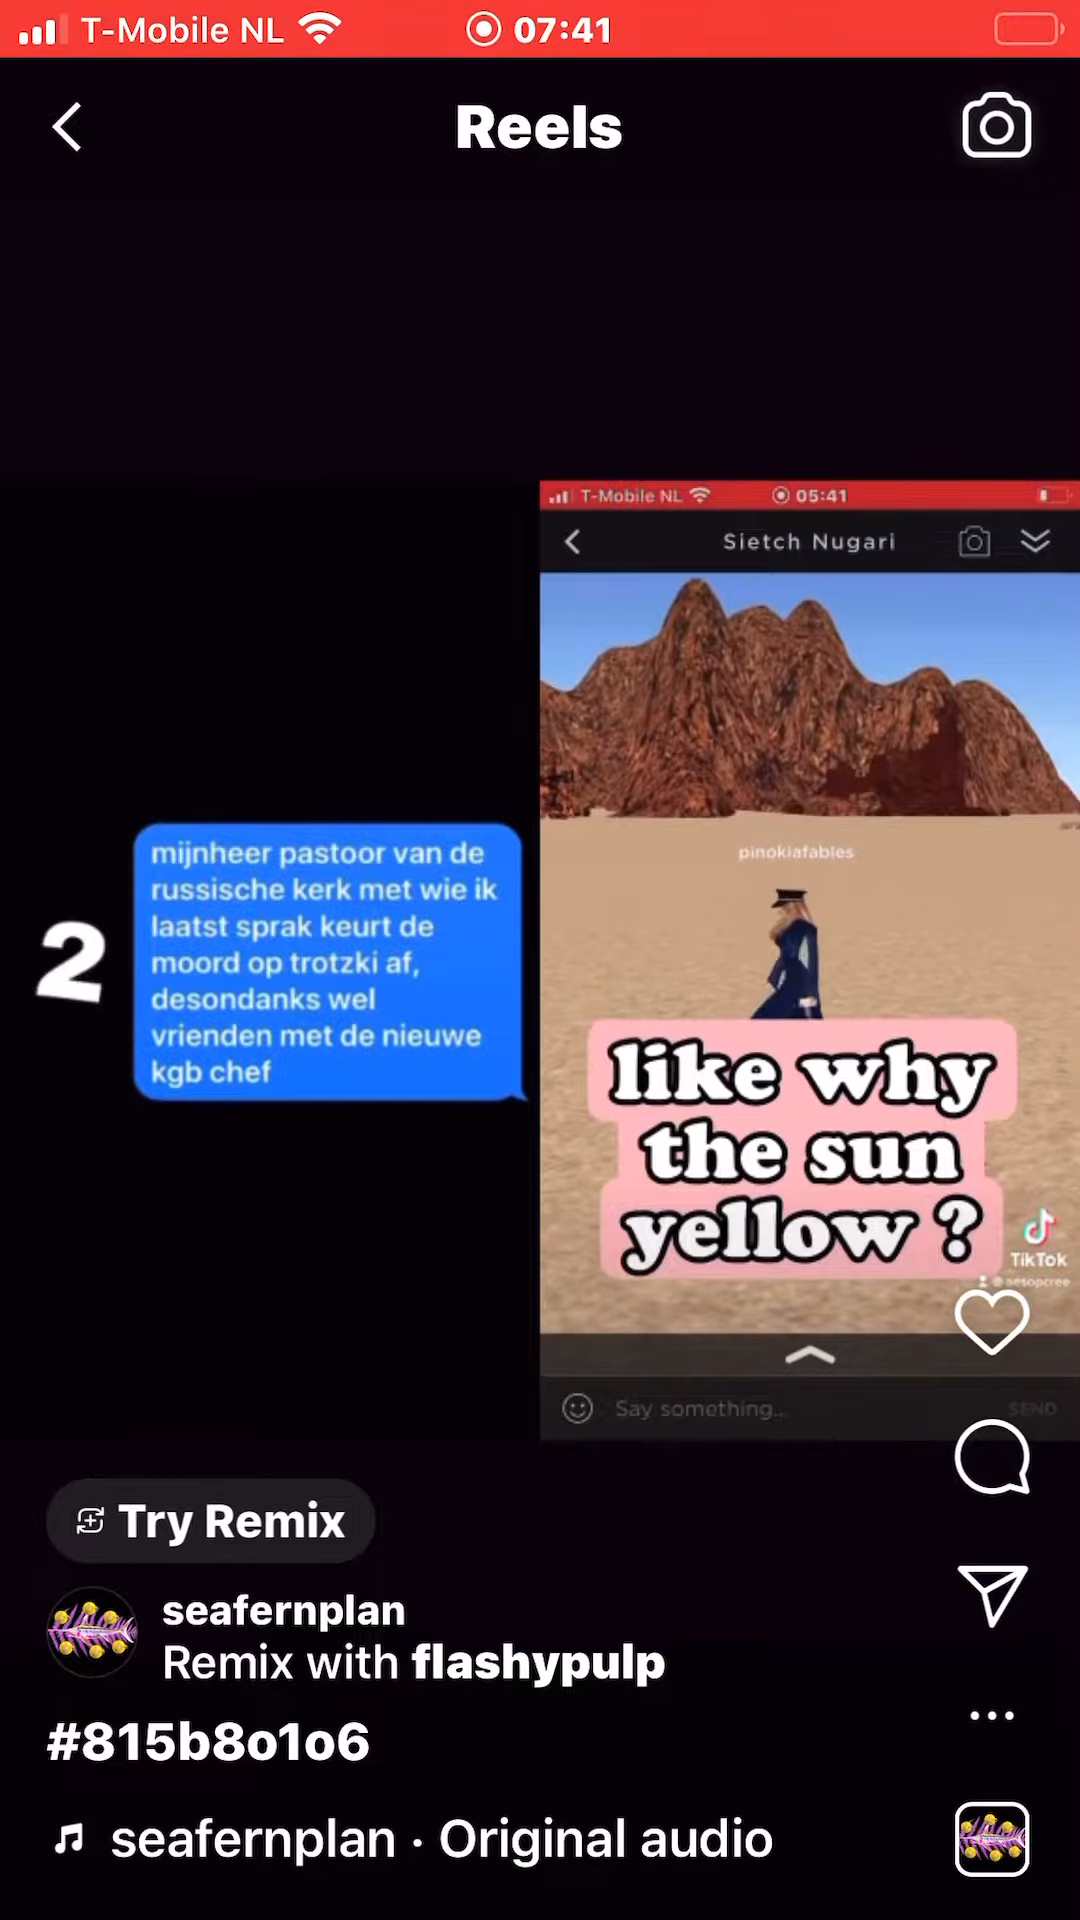 T-Mobile NL 07:41
Reels
T-Mobile NL 05:41
Sietch Nugari
pinokiafables
2
mijnheer pastoor van de
russische kerk met wie ik
laatst sprak keurt de
moord op trotzki af,
desondanks wel
vrienden met de nieuwe
kgb chef
like why
the sun
yellow ?
TikTok
@aesopcree
Say something...
SEND
Try Remix
seafernplan
Remix with flashypulp
#815b8o1o6
seafernplan · Original audio